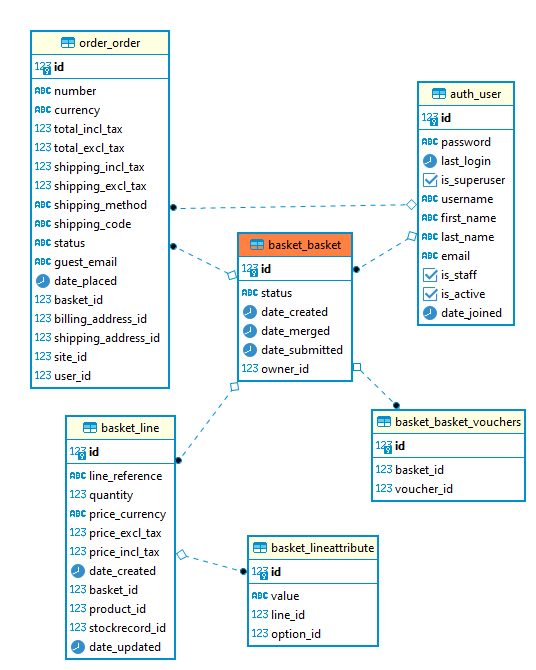 order_order
123 id
ABC number
ABC currency
123 total_incl_tax
123 total_excl_tax
123 shipping_incl_tax
123 shipping_excl_tax
ABC shipping_method
ABC shipping_code
ABC status
ABC guest_email
date_placed
123 basket_id
123 billing_address_id
123 shipping_address_id
123 site_id
123 user_id
auth_user
123 id
ABC password
last_login
is_superuser
ABC username
ABC first_name
ABC last_name
ABC email
is_staff
is_active
date_joined
basket_basket
123 id
ABC status
date_created
date_merged
date_submitted
123 owner_id
basket_line
123 id
ABC line_reference
123 quantity
ABC price_currency
123 price_excl_tax
123 price_incl_tax
date_created
123 basket_id
123 product_id
123 stockrecord_id
date_updated
basket_basket_vouchers
123 id
123 basket_id
123 voucher_id
basket_lineattribute
123 id
ABC value
123 line_id
123 option_id